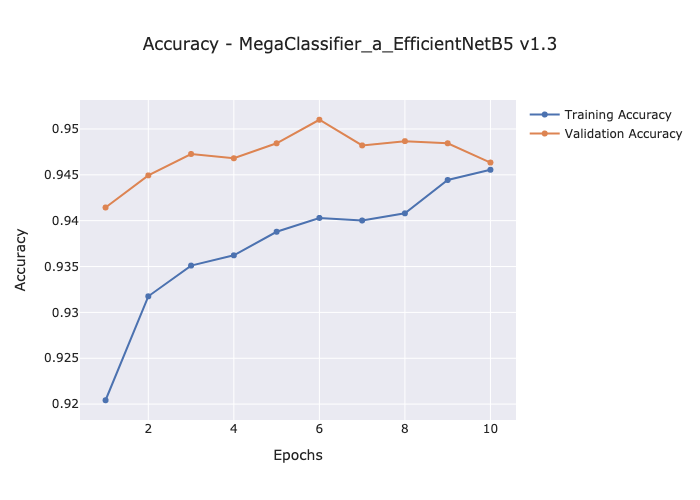 Accuracy - MegaClassifier_a_EfficientNetB5 v1.3
Training Accuracy
Validation Accuracy
0.95
0.945
0.94
0.935
0.93
0.925
0.92
Accuracy
2 4 6 8 10
Epochs